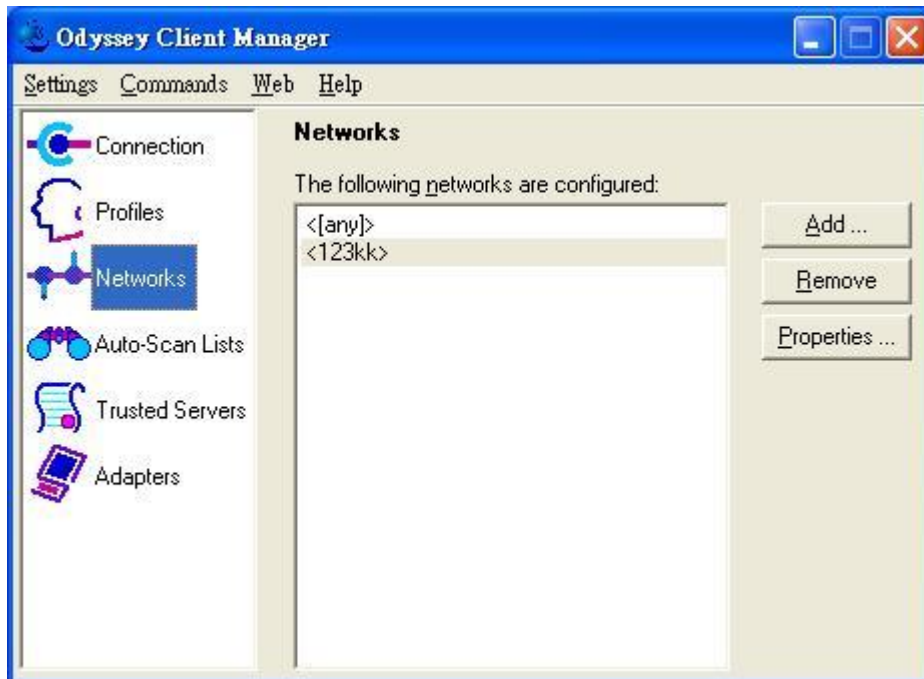 Odyssey Client Manager
Settings Commands Web Help
Connection
Profiles
Networks
Auto-Scan Lists
Trusted Servers
Adapters
Networks
The following networks are configured:
<[any]>
<123kk>
Add ...
Remove
Properties ...